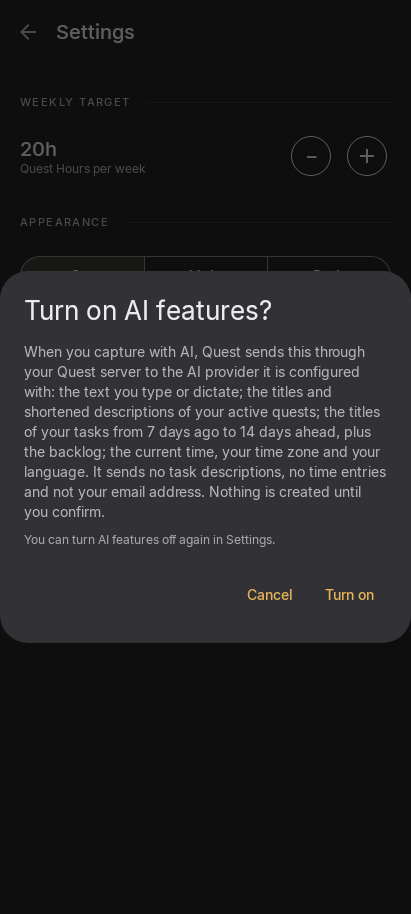 Settings
WEEKLY TARGET
20h
Quest Hours per week
APPEARANCE
Turn on AI features?
When you capture with AI, Quest sends this through
your Quest server to the AI provider it is configured
with: the text you type or dictate; the titles and
shortened descriptions of your active quests; the titles
of your tasks from 7 days ago to 14 days ahead, plus
the backlog; the current time, your time zone and your
language. It sends no task descriptions, no time entries
and not your email address. Nothing is created until
you confirm.
You can turn AI features off again in Settings.
Cancel Turn on